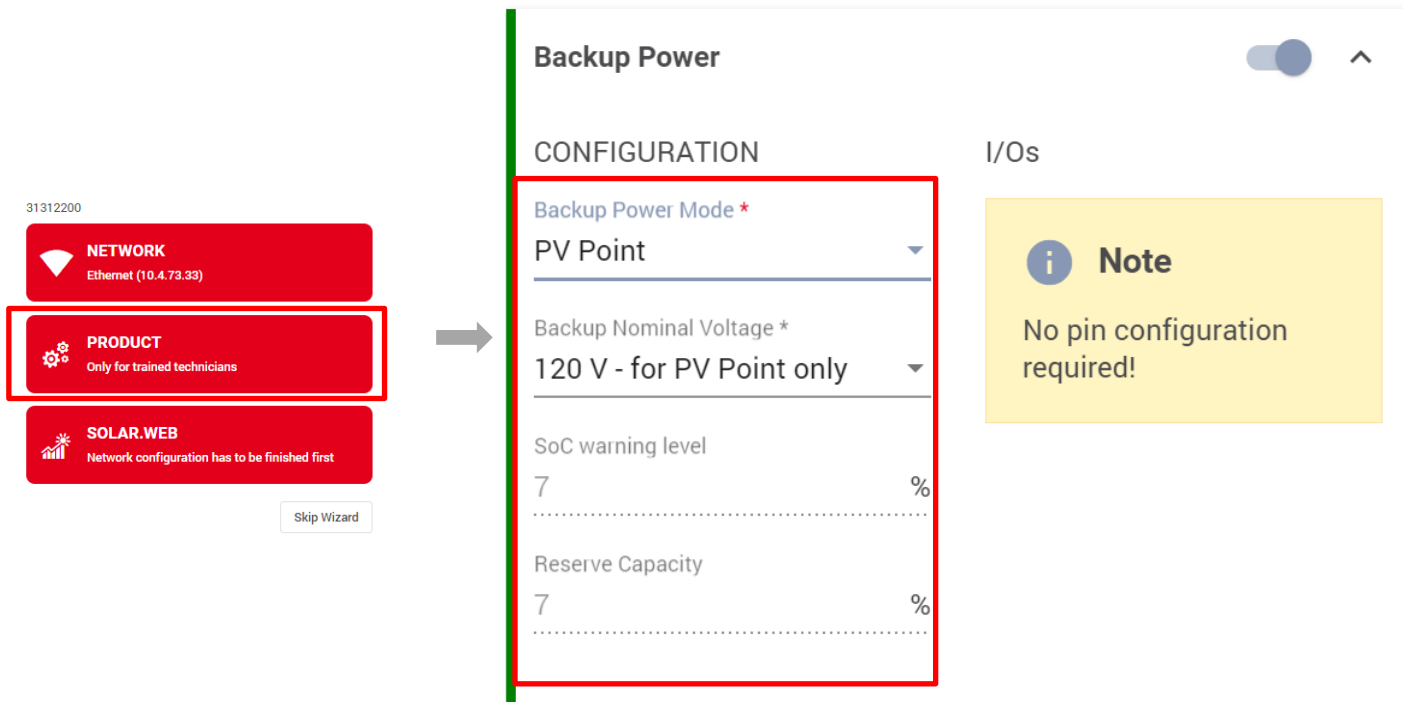 31312200
NETWORK
Ethernet (10.4.73.33)
PRODUCT
Only for trained technicians
SOLAR.WEB
Network configuration has to be finished first
Skip Wizard
Backup Power
CONFIGURATION
Backup Power Mode *
PV Point
Backup Nominal Voltage *
120 V - for PV Point only
SoC warning level
7 %
Reserve Capacity
7 %
I/Os
i Note
No pin configuration
required!